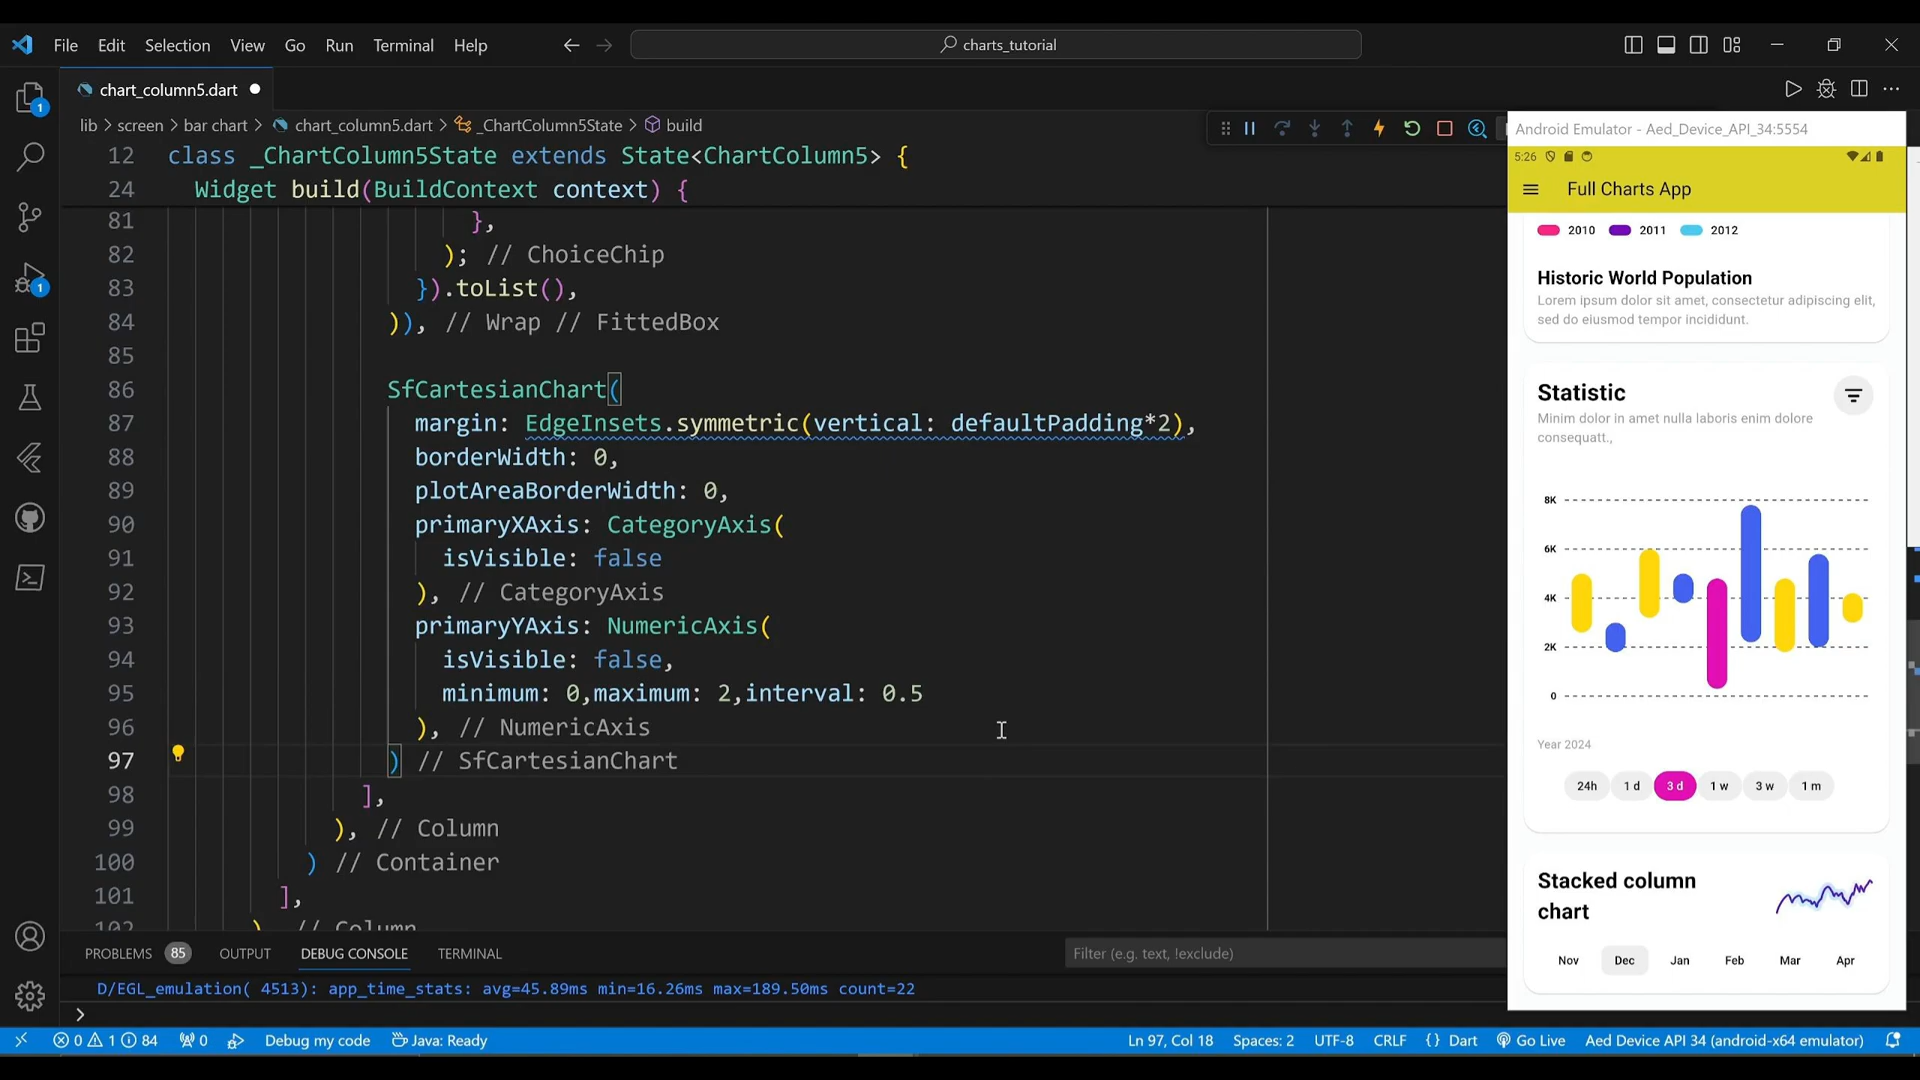 File Edit Selection View Go Run Terminal Help
charts_tutorial
chart_column5.dart
lib > screen > bar chart > chart_column5.dart > _ChartColumn5State > build
12 class _ChartColumn5State extends State<ChartColumn5> {
24 Widget build(BuildContext context) {
81 },
82 ); // ChoiceChip
83 }).toList(),
84 )), // Wrap // FittedBox
85
86 SfCartesianChart(
87 margin: EdgeInsets.symmetric(vertical: defaultPadding*2),
88 borderWidth: 0,
89 plotAreaBorderWidth: 0,
90 primaryXAxis: CategoryAxis(
91 isVisible: false
92 ), // CategoryAxis
93 primaryYAxis: NumericAxis(
94 isVisible: false,
95 minimum: 0,maximum: 2,interval: 0.5
96 ), // NumericAxis
97 ) // SfCartesianChart
98 ],
99 ), // Column
100 ) // Container
101 ],
102 ) // Column
PROBLEMS 85 OUTPUT DEBUG CONSOLE TERMINAL
Filter (e.g. text, !exclude)
D/EGL_emulation( 4513): app_time_stats: avg=45.89ms min=16.26ms max=189.50ms count=22
>
0 1 84 0 Debug my code Java: Ready
Ln 97, Col 18 Spaces: 2 UTF-8 CRLF {} Dart Go Live Aed Device API 34 (android-x64 emulator)
1
1
Android Emulator - Aed_Device_API_34:5554
5:26
Full Charts App
2010 2011 2012
Historic World Population
Lorem ipsum dolor sit amet, consectetur adipiscing elit,
sed do eiusmod tempor incididunt.
Statistic
Minim dolor in amet nulla laboris enim dolore
consequatt.,
8K
6K
4K
2K
0
Year 2024
24h 1 d 3 d 1 w 3 w 1 m
Stacked column
chart
Nov Dec Jan Feb Mar Apr